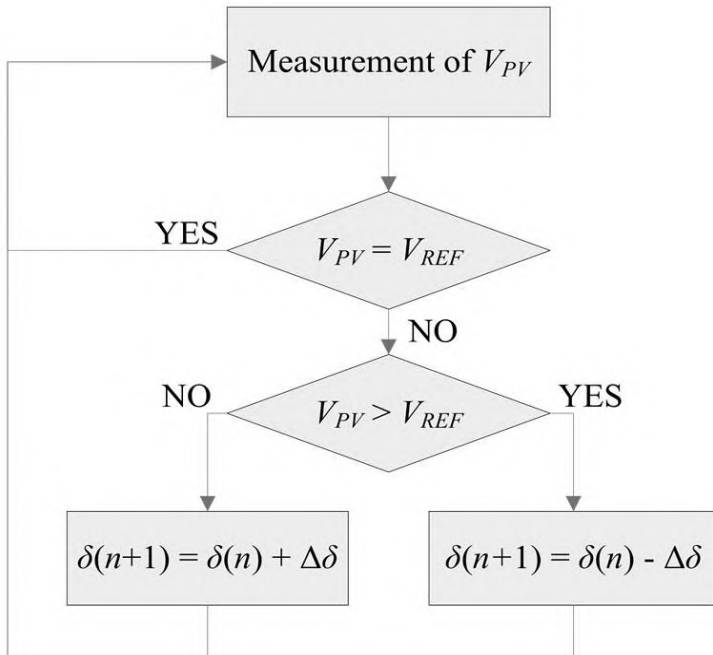 Measurement of V_PV
YES
V_PV = V_REF
NO
NO
V_PV > V_REF
YES
δ(n+1) = δ(n) + Δδ
δ(n+1) = δ(n) - Δδ